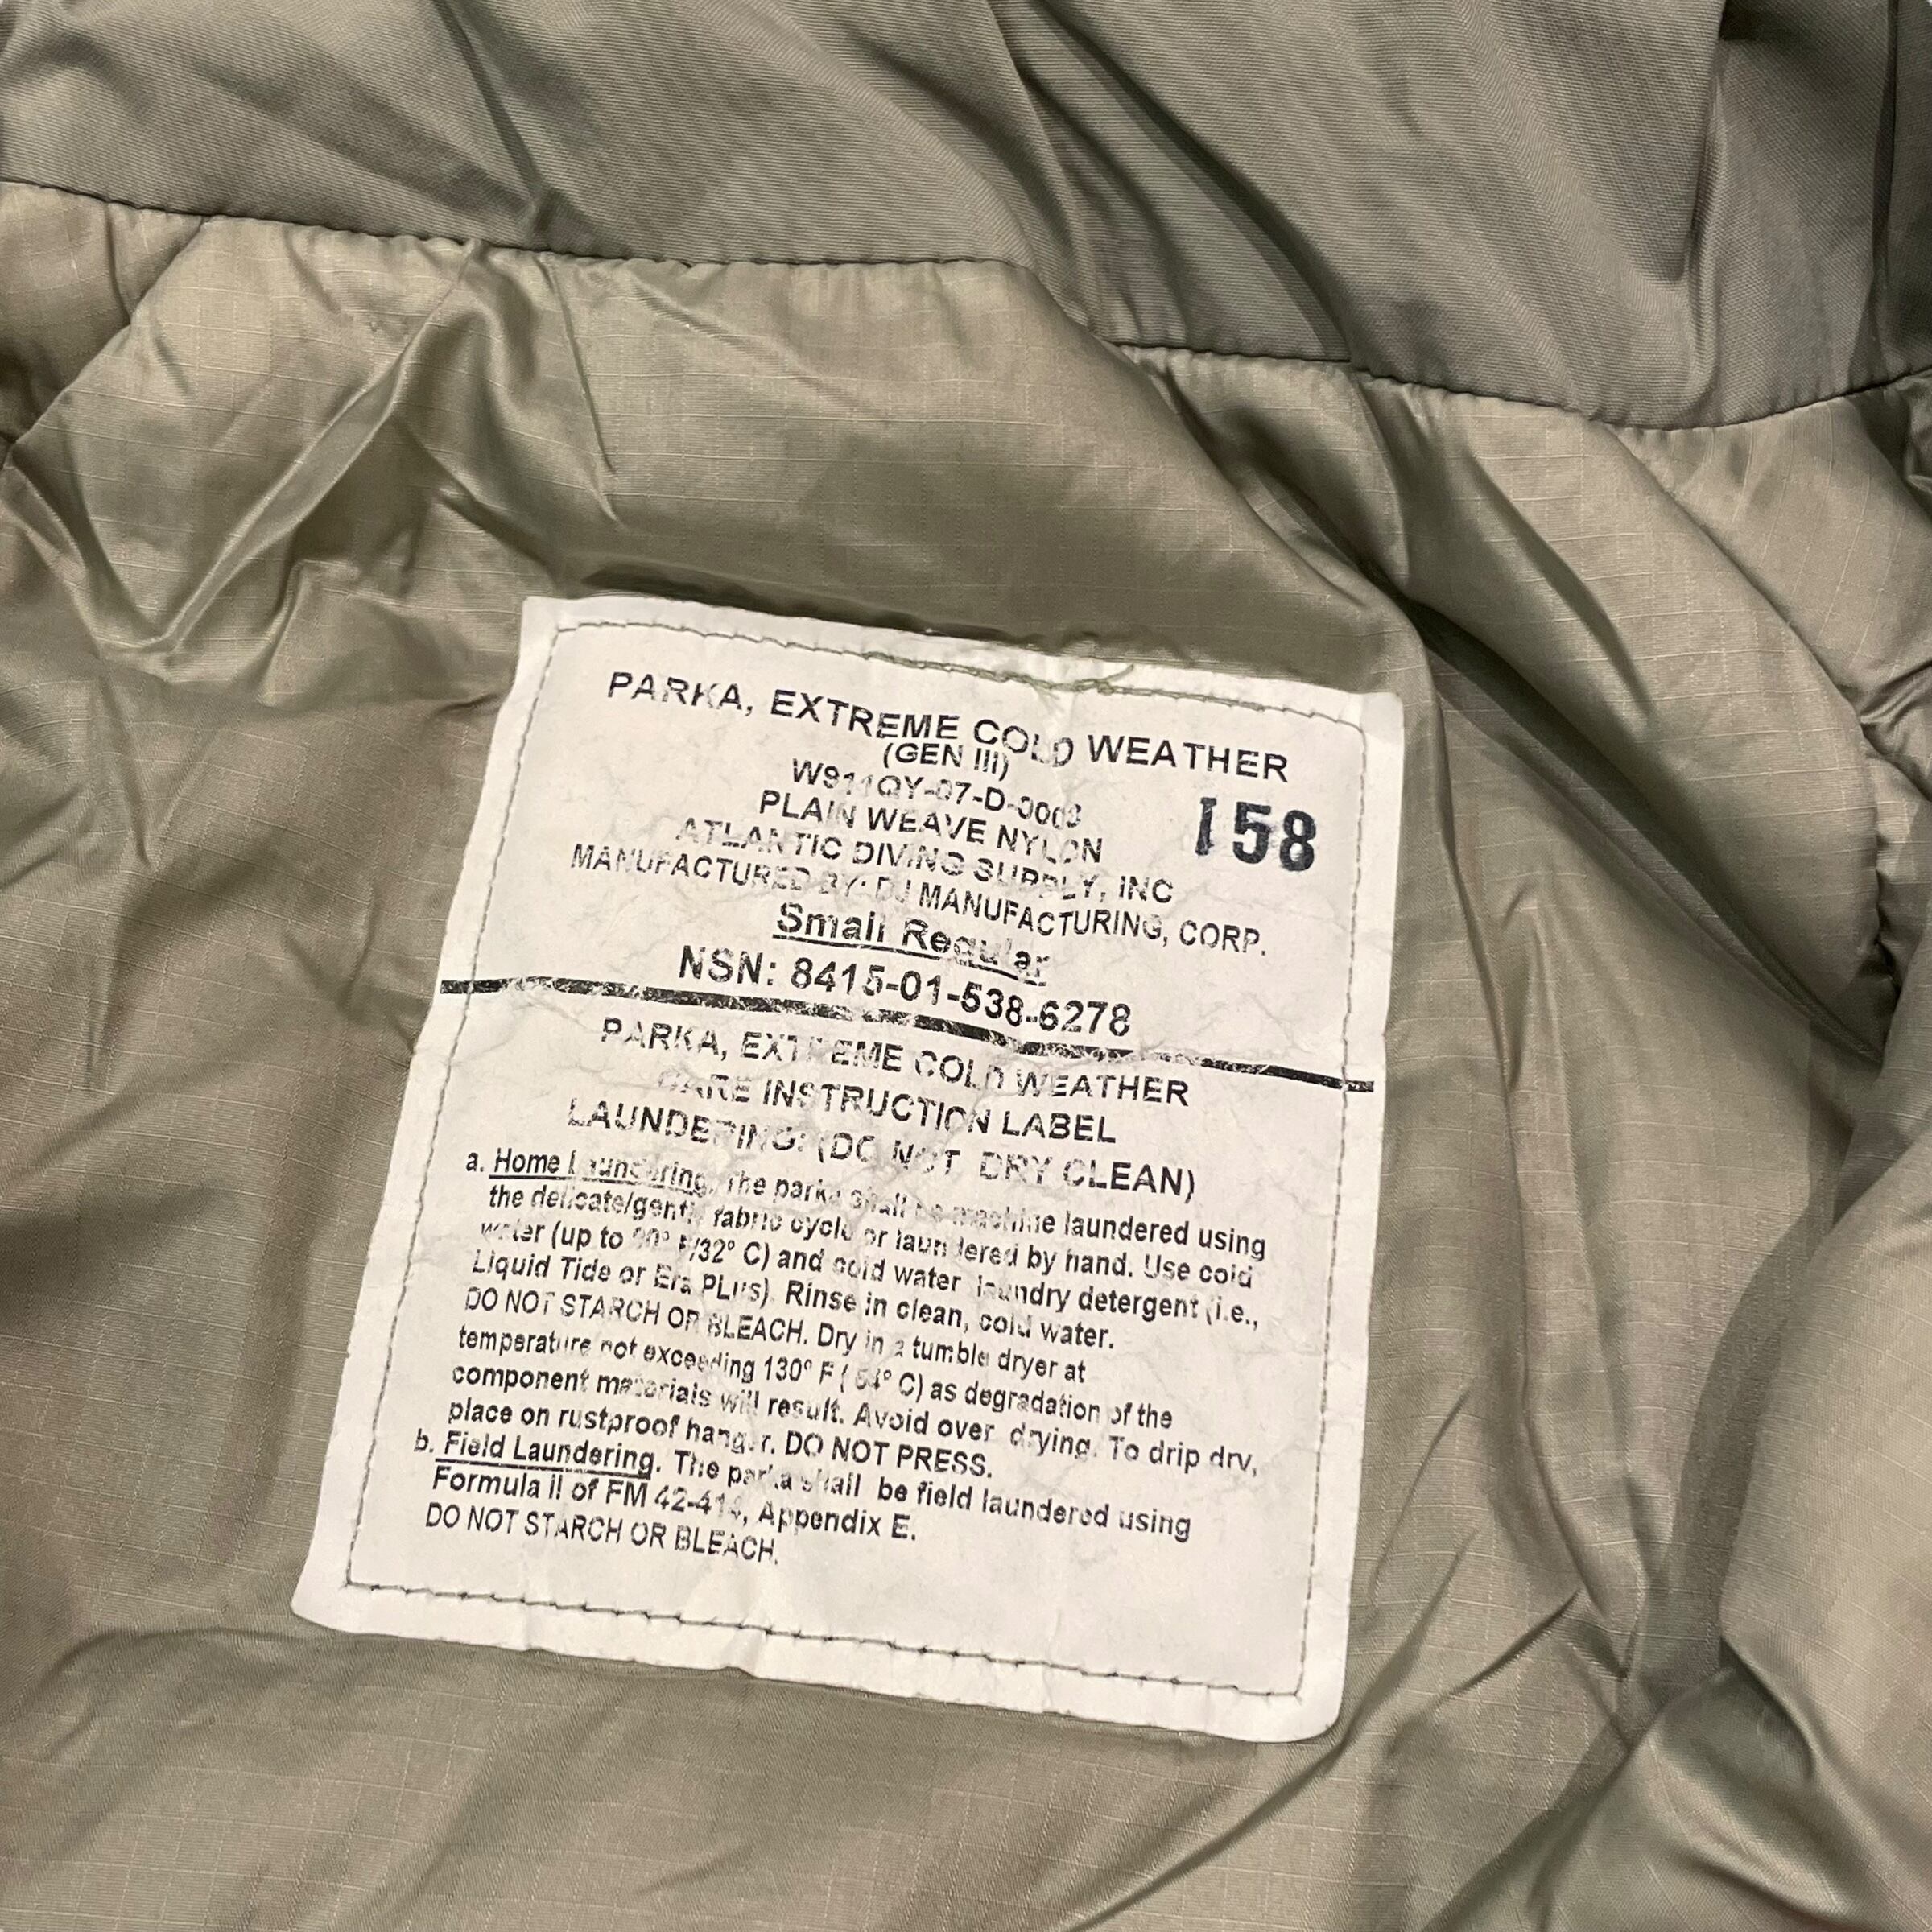 PARKA, EXTREME COLD WEATHER
(GEN III)
W911QY-07-D-0003
158
PLAIN WEAVE NYLON
ATLANTIC DIVING SUPPLY, INC
MANUFACTURED BY: DJ MANUFACTURING, CORP.
Small Regular
NSN: 8415-01-538-6278
PARKA, EXTREME COLD WEATHER
CARE INSTRUCTION LABEL
LAUNDERING: (DO NOT DRY CLEAN)
a. Home Laundering. The parka shall be machine laundered using
the delicate/gentle fabric cycle or laundered by hand. Use cold
water (up to 90° F/32° C) and cold water laundry detergent (i.e.,
Liquid Tide or Era PLus). Rinse in clean, cold water.
DO NOT STARCH OR BLEACH. Dry in a tumble dryer at
temperature not exceeding 130° F ( 54° C) as degradation of the
component materials will result. Avoid over drying. To drip dry,
place on rustproof hanger. DO NOT PRESS.
b. Field Laundering. The parka shall be field laundered using
Formula II of FM 42-414, Appendix E.
DO NOT STARCH OR BLEACH.